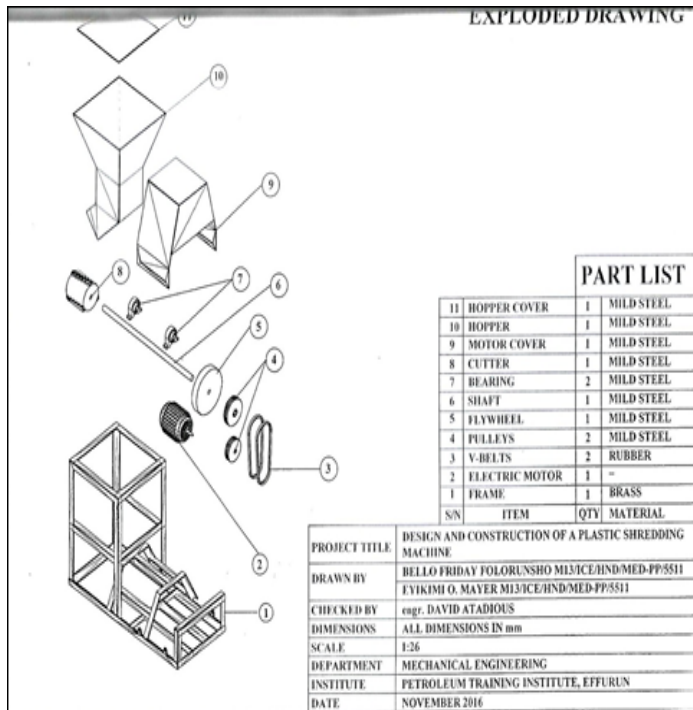 EXPLODED DRAWING
11
10
9
8
7
6
5
4
3
2
1
PART LIST
11 HOPPER COVER 1 MILD STEEL
10 HOPPER 1 MILD STEEL
9 MOTOR COVER 1 MILD STEEL
8 CUTTER 1 MILD STEEL
7 BEARING 2 MILD STEEL
6 SHAFT 1 MILD STEEL
5 FLYWHEEL 1 MILD STEEL
4 PULLEYS 2 MILD STEEL
3 V-BELTS 2 RUBBER
2 ELECTRIC MOTOR 1 =
1 FRAME 1 BRASS
S/N ITEM QTY MATERIAL
PROJECT TITLE DESIGN AND CONSTRUCTION OF A PLASTIC SHREDDING
MACHINE
DRAWN BY BELLO FRIDAY FOLORUNSHO M13/ICE/HND/MED-PP/5511
EYIKIMI O. MAYER M13/ICE/HND/MED-PP/5511
CHECKED BY engr. DAVID ATADIOUS
DIMENSIONS ALL DIMENSIONS IN mm
SCALE 1:26
DEPARTMENT MECHANICAL ENGINEERING
INSTITUTE PETROLEUM TRAINING INSTITUTE, EFFURUN
DATE NOVEMBER 2016